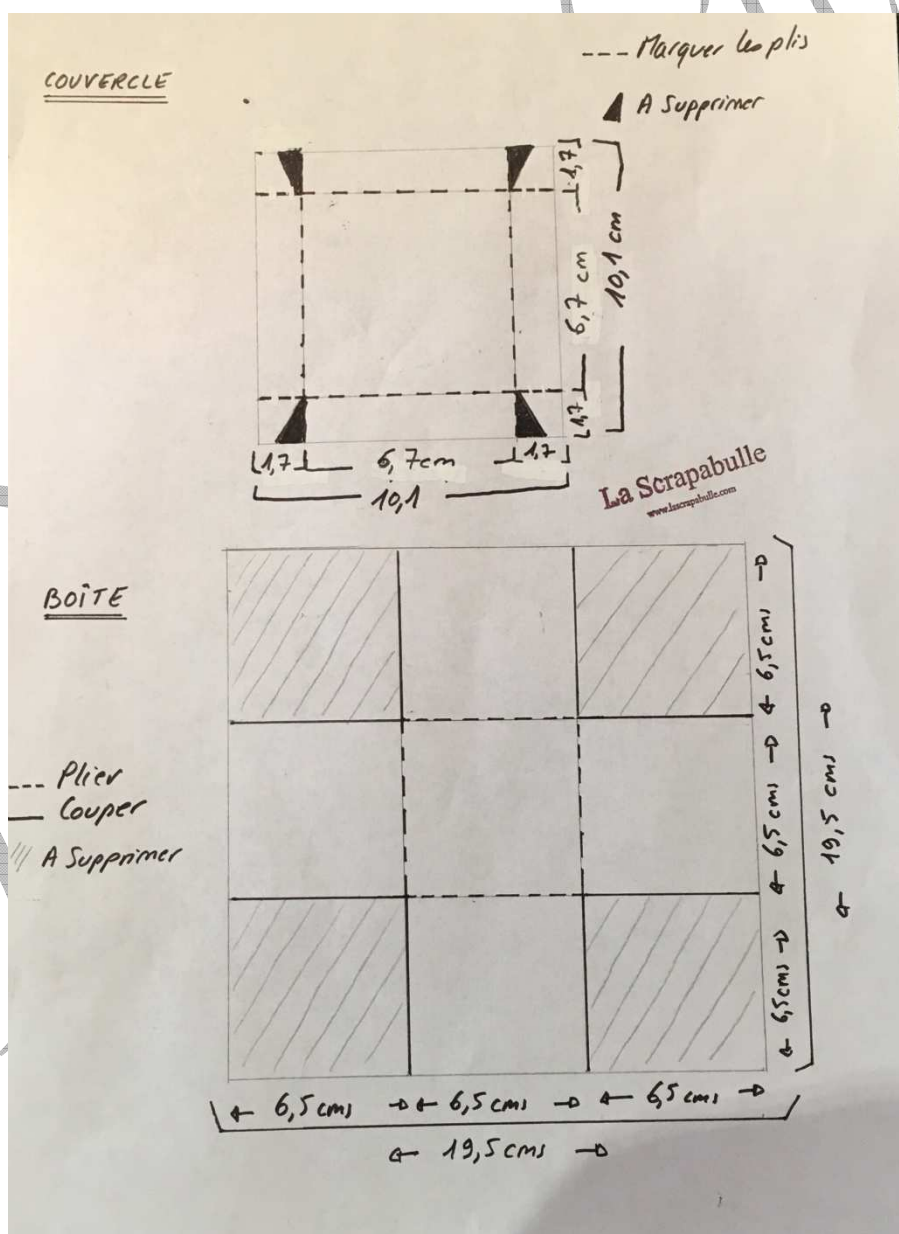 --- Marquer les plis
COUVERCLE
A Supprimer
1,7
6,7 cm
1,7
10,1 cm
1,7 6,7cm 1,7
10,1
La Scrapabulle
www.lascrapabulle.com
BOÎTE
6,5 cms
6,5 cms
6,5 cms
19,5 cms
--- Plier
— Couper
A Supprimer
6,5 cms 6,5 cms 6,5 cms
19,5 cms